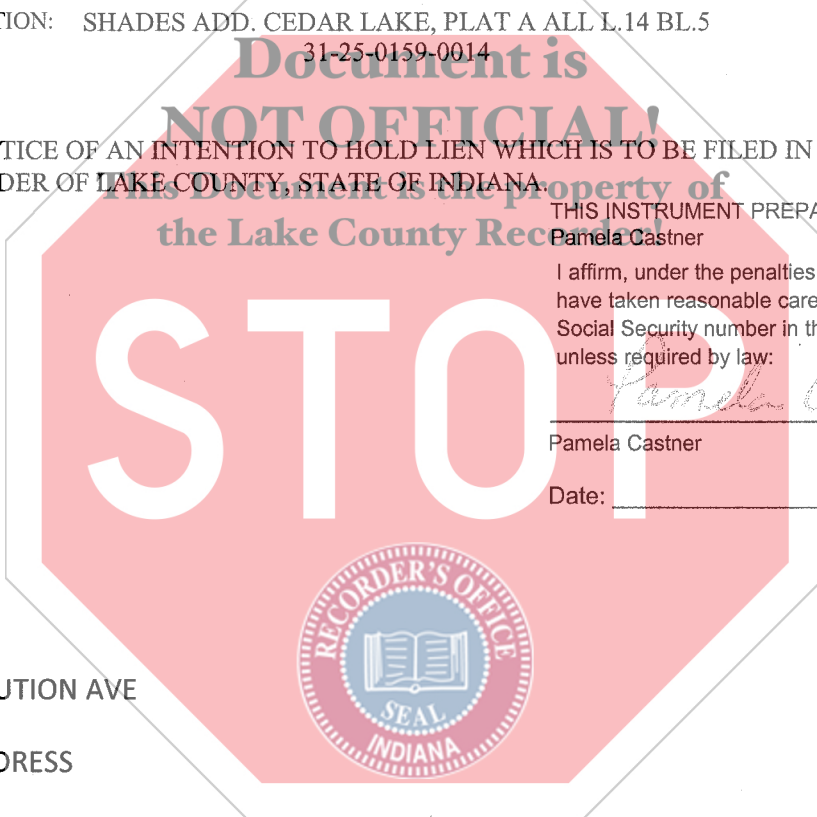 TION: SHADES ADD. CEDAR LAKE, PLAT A ALL L.14 BL.5
31-25-0159-0014
Document is
NOT OFFICIAL!
TICE OF AN INTENTION TO HOLD LIEN WHICH IS TO BE FILED IN
DER OF LAKE COUNTY, STATE OF INDIANA.
This Document is the property of
the Lake County Recorder!
THIS INSTRUMENT PREPA
Pamela Castner
I affirm, under the penalties
have taken reasonable care
Social Security number in th
unless required by law:
Pamela C
Pamela Castner
Date:
STOP
RECORDER'S OFFICE
SEAL
INDIANA
UTION AVE
DRESS